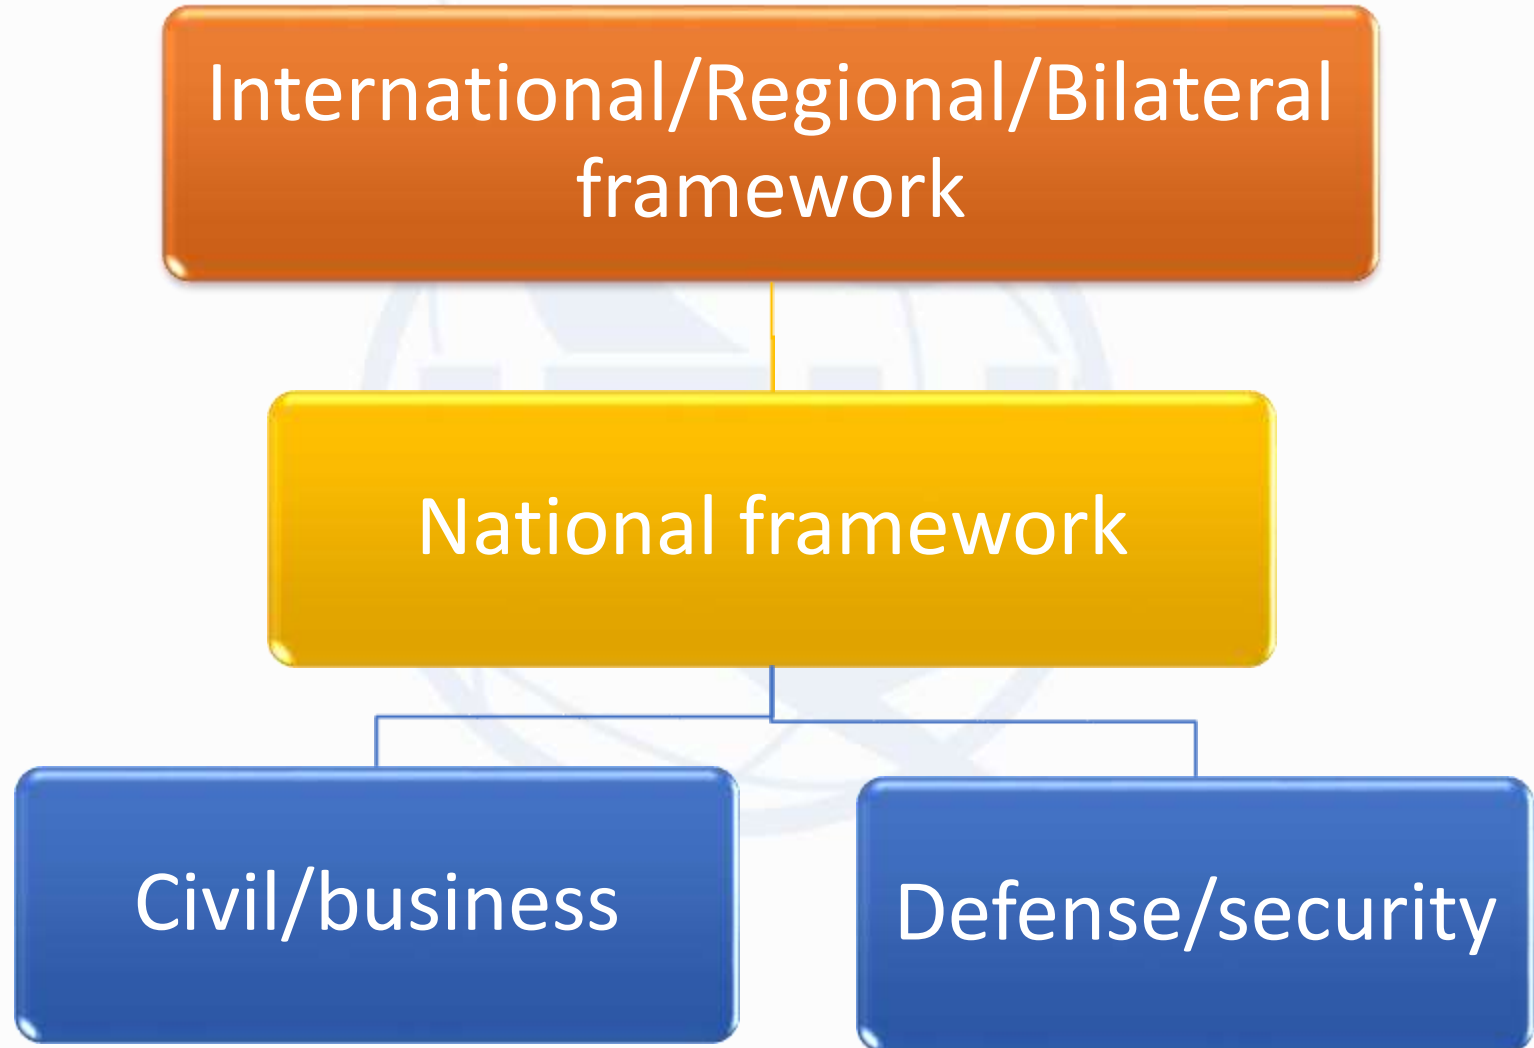 International/Regional/Bilateral
framework
National framework
Civil/business
Defense/security